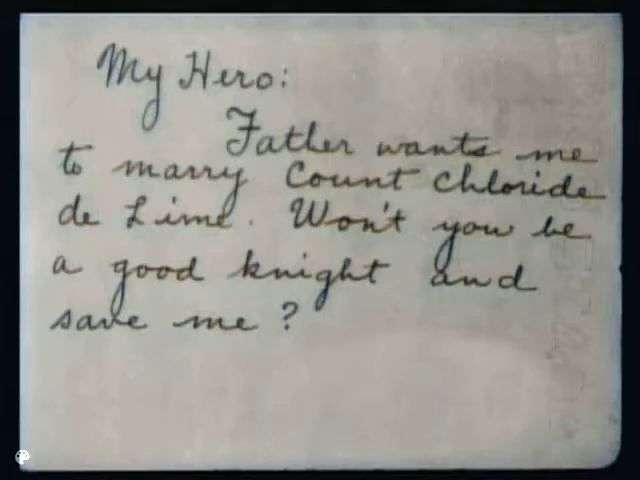 My Hero:
Father wants me
to marry Count Chloride
de Lime. Won't you be
a good knight and
save me?